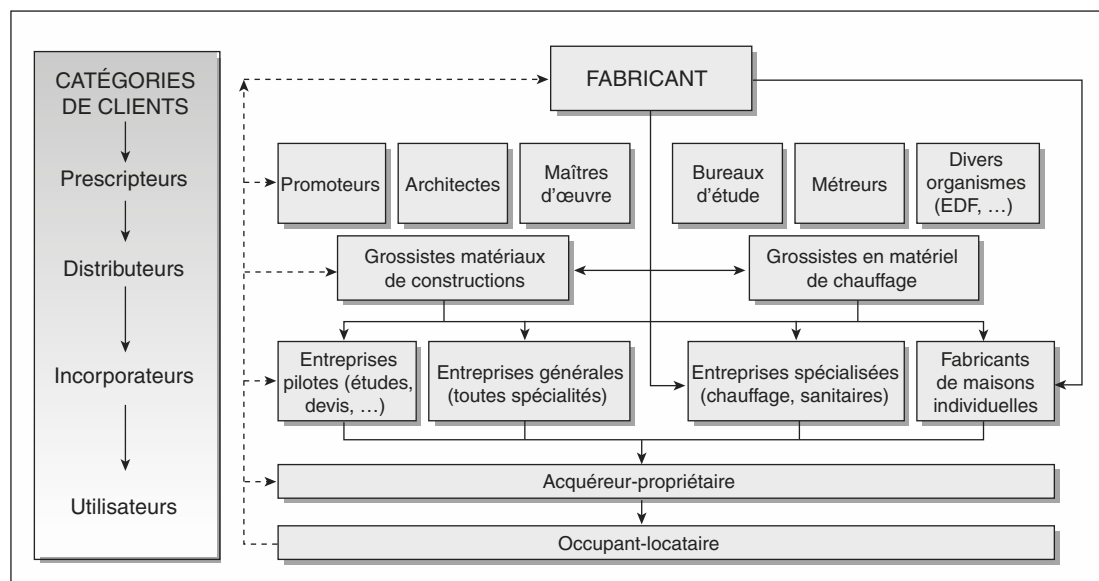 CATÉGORIES
DE CLIENTS
Prescripteurs
Distributeurs
Incorporateurs
Utilisateurs
FABRICANT
Promoteurs
Architectes
Maîtres
d'œuvre
Bureaux
d'étude
Métreurs
Divers
organismes
(EDF, …)
Grossistes matériaux
de constructions
Grossistes en matériel
de chauffage
Entreprises
pilotes (études,
devis, …)
Entreprises générales
(toutes spécialités)
Entreprises spécialisées
(chauffage, sanitaires)
Fabricants
de maisons
individuelles
Acquéreur-propriétaire
Occupant-locataire